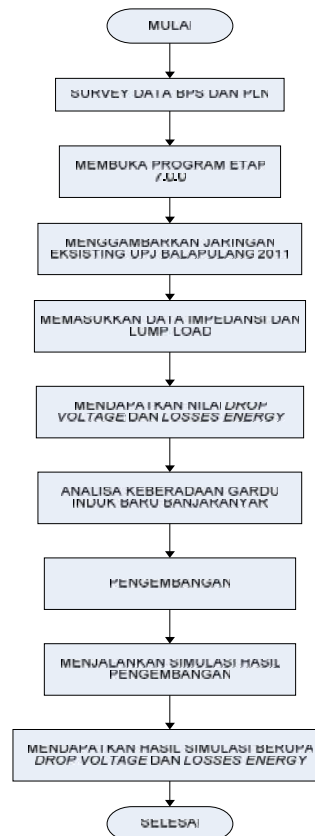 MULAI
SURVEY DATA BPS DAN PLN
MEMBUKA PROGRAM ETAP
7.0.0
MENGGAMBARKAN JARINGAN
EKSISTING UPJ BALAPULANG 2011
MEMASUKKAN DATA IMPEDANSI DAN
LUMP LOAD
MENDAPATKAN NILAI DROP
VOLTAGE DAN LOSSES ENERGY
ANALISA KEBERADAAN GARDU
INDUK BARU BANJARANYAR
PENGEMBANGAN
MENJALANKAN SIMULASI HASIL
PENGEMBANGAN
MENDAPATKAN HASIL SIMULASI BERUPA
DROP VOLTAGE DAN LOSSES ENERGY
SELESAI